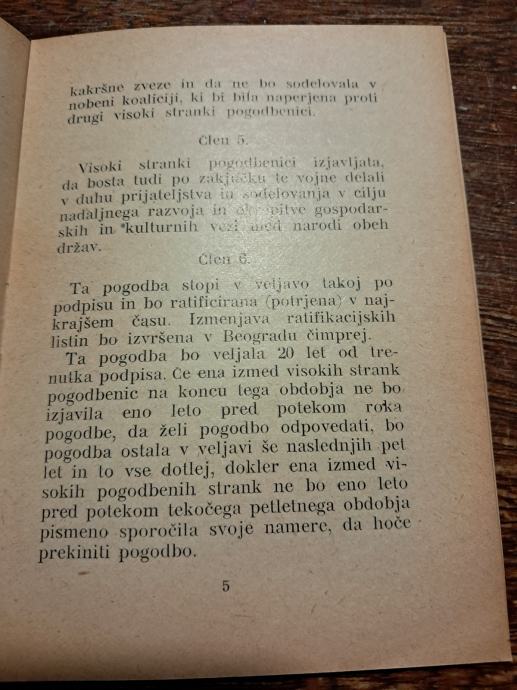 kakršne zveze in da ne bo sodelovala v
nobeni koaliciji, ki bi bila naperjena proti
drugi visoki stranki pogodbenici.
Člen 5.
Visoki stranki pogodbenici izjavljata,
da bosta tudi po zaključku te vojne delali
v duhu prijateljstva in sodelovanja v cilju
nadaljnega razvoja in okrepitve gospodar-
skih in kulturnih vezi med narodi obeh
držav.
Člen 6.
Ta pogodba stopi v veljavo takoj po
podpisu in bo ratificirana (potrjena) v naj-
krajšem času. Izmenjava ratifikacijskih
listin bo izvršena v Beogradu čimprej.
Ta pogodba bo veljala 20 let od tre-
nutka podpisa. Če ena izmed visokih strank
pogodbenic na koncu tega obdobja ne bo
izjavila eno leto pred potekom roka
pogodbe, da želi pogodbo odpovedati, bo
pogodba ostala v veljavi še naslednjih pet
let in to vse dotlej, dokler ena izmed vi-
sokih pogodbenih strank ne bo eno leto
pred potekom tekočega petletnega obdobja
pismeno sporočila svoje namere, da hoče
prekiniti pogodbo.
5